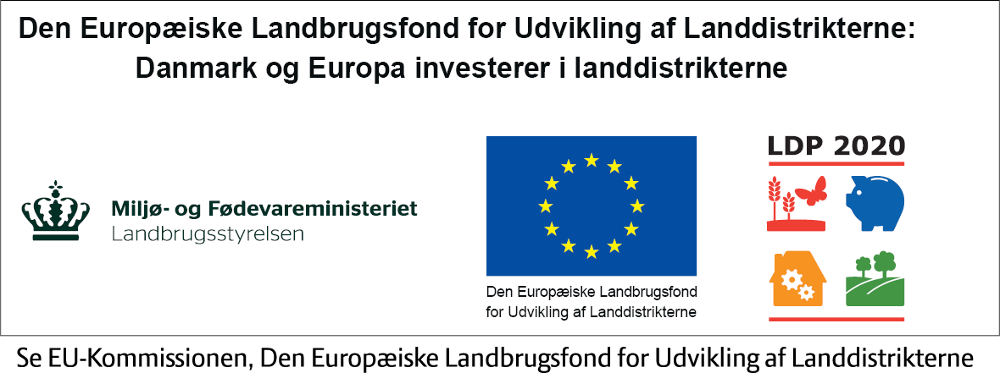 Den Europæiske Landbrugsfond for Udvikling af Landdistrikterne:
Danmark og Europa investerer i landdistrikterne
LDP 2020
Miljø- og Fødevareministeriet
Landbrugsstyrelsen
Den Europæiske Landbrugsfond
for Udvikling af Landdistrikterne
Se EU-Kommissionen, Den Europæiske Landbrugsfond for Udvikling af Landdistrikterne